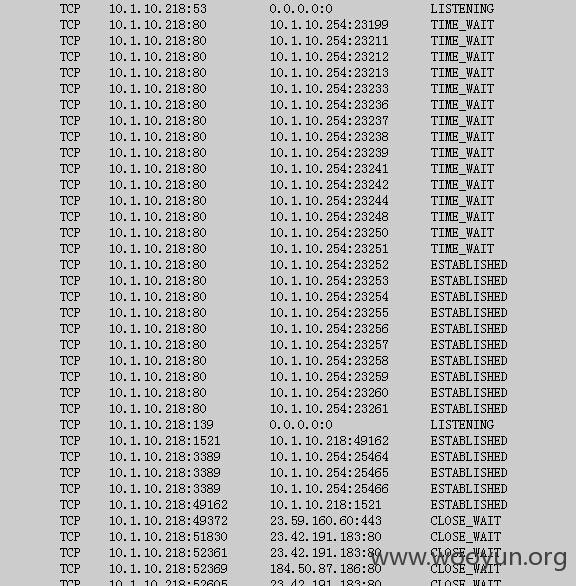 TCP 10.1.10.218:53 0.0.0.0:0 LISTENING
TCP 10.1.10.218:80 10.1.10.254:23199 TIME_WAIT
TCP 10.1.10.218:80 10.1.10.254:23211 TIME_WAIT
TCP 10.1.10.218:80 10.1.10.254:23212 TIME_WAIT
TCP 10.1.10.218:80 10.1.10.254:23213 TIME_WAIT
TCP 10.1.10.218:80 10.1.10.254:23233 TIME_WAIT
TCP 10.1.10.218:80 10.1.10.254:23236 TIME_WAIT
TCP 10.1.10.218:80 10.1.10.254:23237 TIME_WAIT
TCP 10.1.10.218:80 10.1.10.254:23238 TIME_WAIT
TCP 10.1.10.218:80 10.1.10.254:23239 TIME_WAIT
TCP 10.1.10.218:80 10.1.10.254:23241 TIME_WAIT
TCP 10.1.10.218:80 10.1.10.254:23242 TIME_WAIT
TCP 10.1.10.218:80 10.1.10.254:23244 TIME_WAIT
TCP 10.1.10.218:80 10.1.10.254:23248 TIME_WAIT
TCP 10.1.10.218:80 10.1.10.254:23250 TIME_WAIT
TCP 10.1.10.218:80 10.1.10.254:23251 TIME_WAIT
TCP 10.1.10.218:80 10.1.10.254:23252 ESTABLISHED
TCP 10.1.10.218:80 10.1.10.254:23253 ESTABLISHED
TCP 10.1.10.218:80 10.1.10.254:23254 ESTABLISHED
TCP 10.1.10.218:80 10.1.10.254:23255 ESTABLISHED
TCP 10.1.10.218:80 10.1.10.254:23256 ESTABLISHED
TCP 10.1.10.218:80 10.1.10.254:23257 ESTABLISHED
TCP 10.1.10.218:80 10.1.10.254:23258 ESTABLISHED
TCP 10.1.10.218:80 10.1.10.254:23259 ESTABLISHED
TCP 10.1.10.218:80 10.1.10.254:23260 ESTABLISHED
TCP 10.1.10.218:80 10.1.10.254:23261 ESTABLISHED
TCP 10.1.10.218:139 0.0.0.0:0 LISTENING
TCP 10.1.10.218:1521 10.1.10.218:49162 ESTABLISHED
TCP 10.1.10.218:3389 10.1.10.254:25464 ESTABLISHED
TCP 10.1.10.218:3389 10.1.10.254:25465 ESTABLISHED
TCP 10.1.10.218:3389 10.1.10.254:25466 ESTABLISHED
TCP 10.1.10.218:49162 10.1.10.218:1521 ESTABLISHED
TCP 10.1.10.218:49372 23.59.160.60:443 CLOSE_WAIT
TCP 10.1.10.218:51830 23.42.191.183:80 CLOSE_WAIT
TCP 10.1.10.218:52361 23.42.191.183:80 CLOSE_WAIT
www.wooyun.org
TCP 10.1.10.218:52369 184.50.87.186:80 CLOSE_WAIT
TCP 10.1.10.218:52605 23.42.191.183:80 CLOSE_WAIT